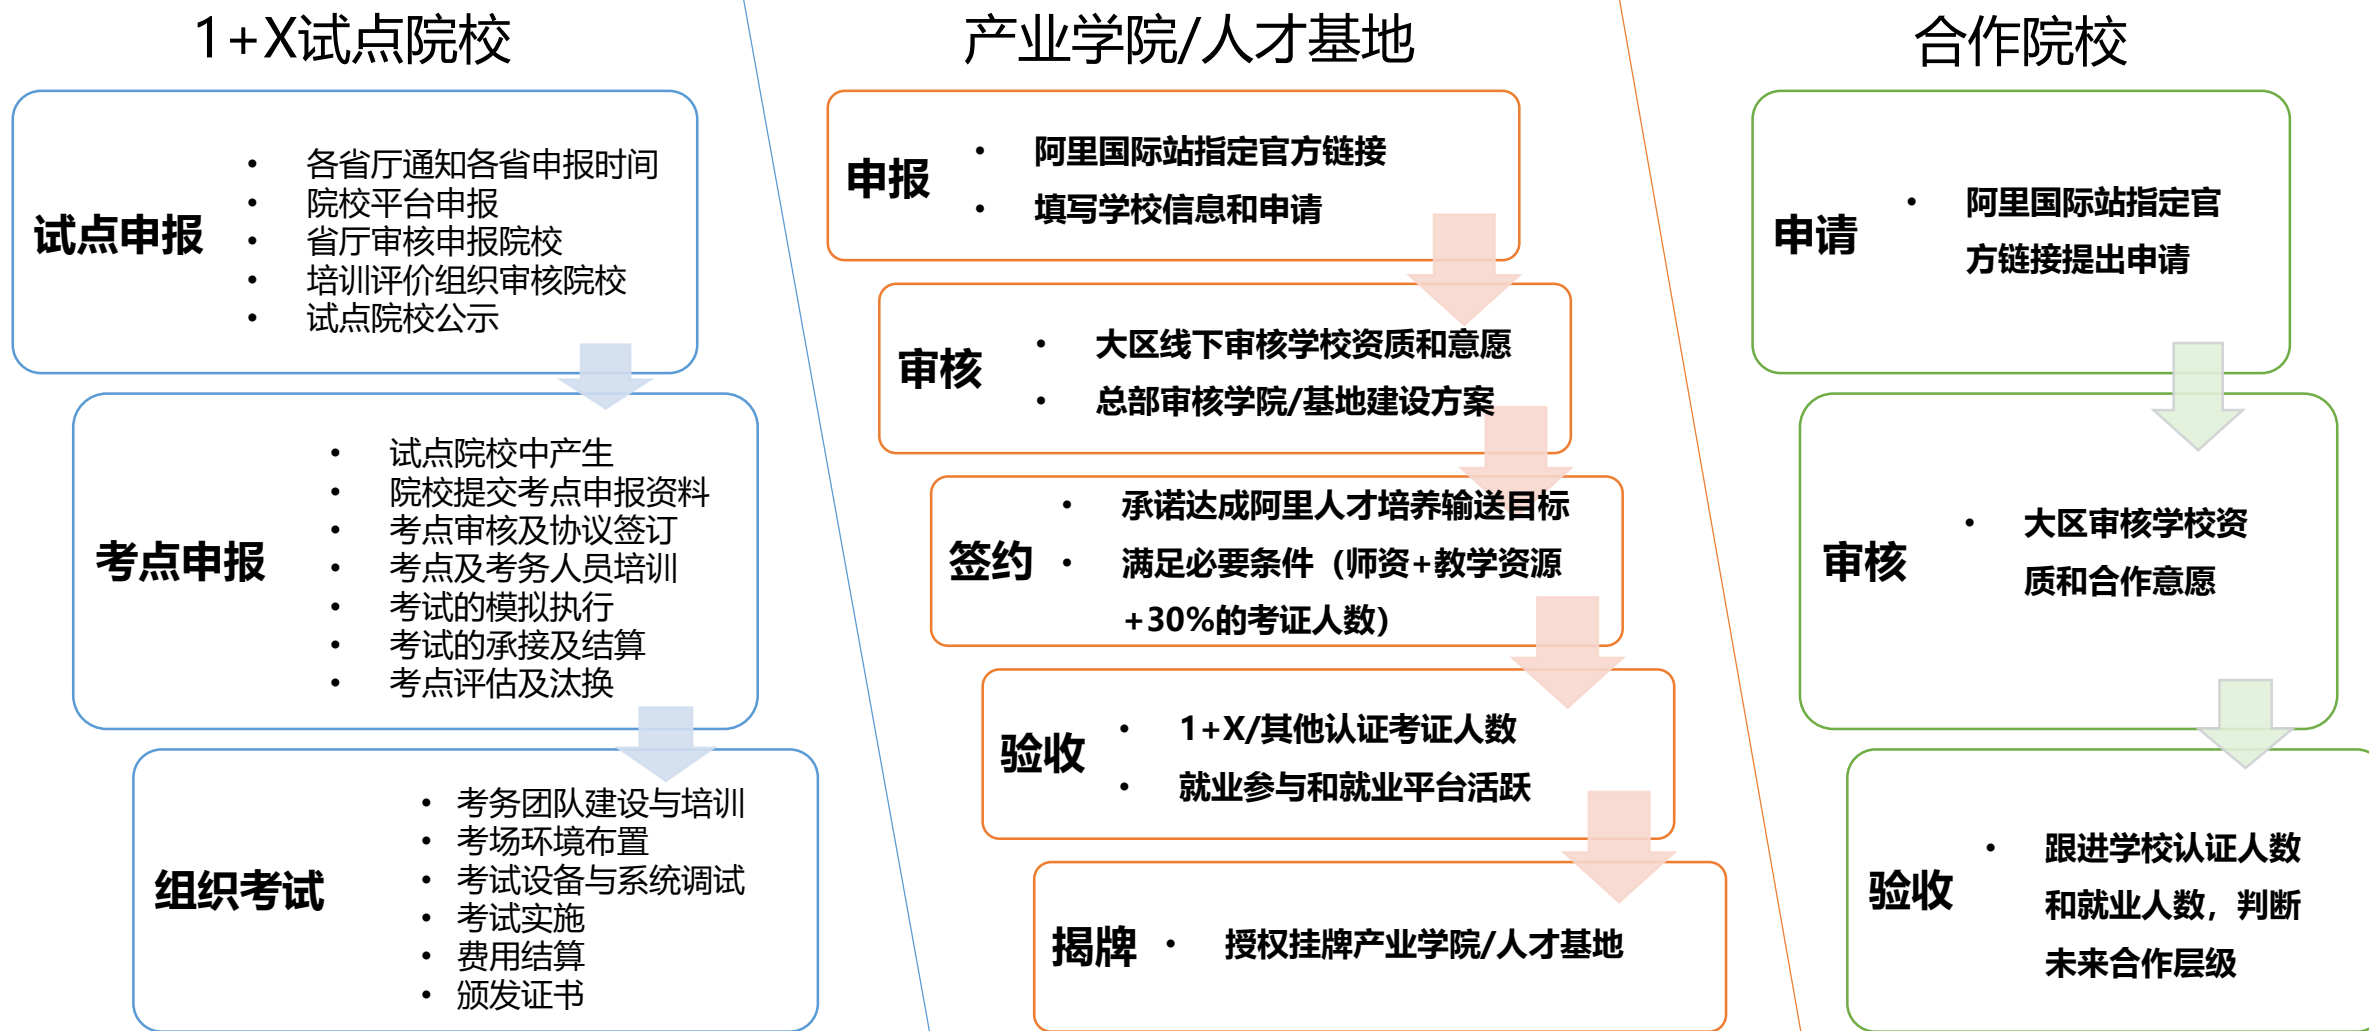 1+X试点院校
试点申报
• 各省厅通知各省申报时间
• 院校平台申报
• 省厅审核申报院校
• 培训评价组织审核院校
• 试点院校公示
考点申报
• 试点院校中产生
• 院校提交考点申报资料
• 考点审核及协议签订
• 考点及考务人员培训
• 考试的模拟执行
• 考试的承接及结算
• 考点评估及汰换
组织考试
• 考务团队建设与培训
• 考场环境布置
• 考试设备与系统调试
• 考试实施
• 费用结算
• 颁发证书
产业学院/人才基地
申报
• 阿里国际站指定官方链接
• 填写学校信息和申请
审核
• 大区线下审核学校资质和意愿
• 总部审核学院/基地建设方案
签约
• 承诺达成阿里人才培养输送目标
• 满足必要条件（师资+教学资源
+30%的考证人数）
验收
• 1+X/其他认证考证人数
• 就业参与和就业平台活跃
揭牌
• 授权挂牌产业学院/人才基地
合作院校
申请
• 阿里国际站指定官
方链接提出申请
审核
• 大区审核学校资
质和合作意愿
验收
• 跟进学校认证人数
和就业人数，判断
未来合作层级